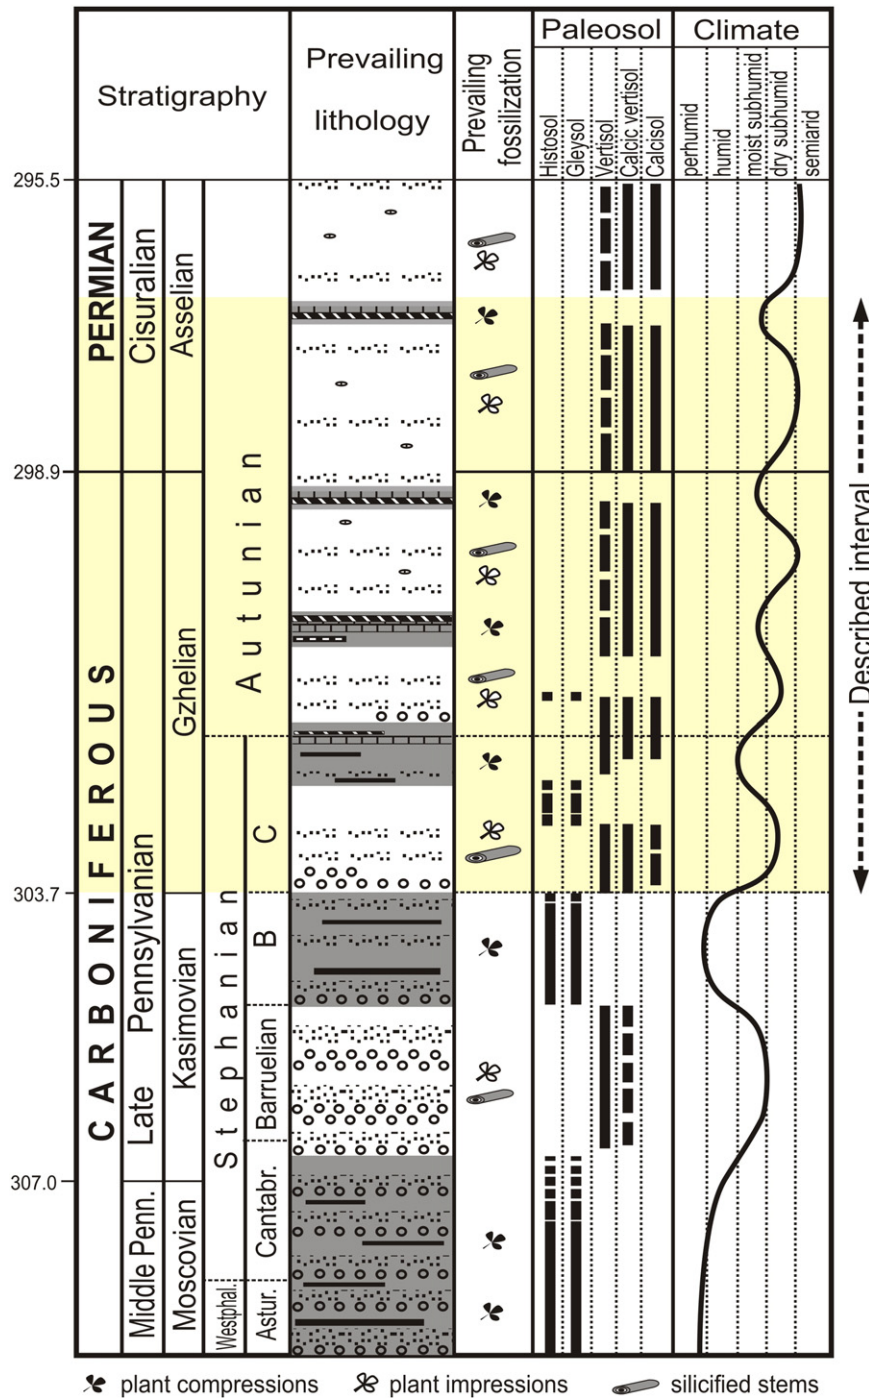 Stratigraphy
Prevailing
lithology
Prevailing
fossilization
Paleosol
Climate
Histosol
Gleysol
Vertisol
Calcic vertisol
Calcisol
perhumid
humid
moist subhumid
dry subhumid
semiarid
295.5
298.9
303.7
307.0
PERMIAN
CARBONIFEROUS
Cisuralian
Late Pennsylvanian
Middle Penn.
Asselian
Gzhelian
Kasimovian
Moscovian
Autunian
Stephanian
Westphal.
C
B
Barruelian
Cantabr.
Astur.
Described interval
plant compressions
plant impressions
silicified stems